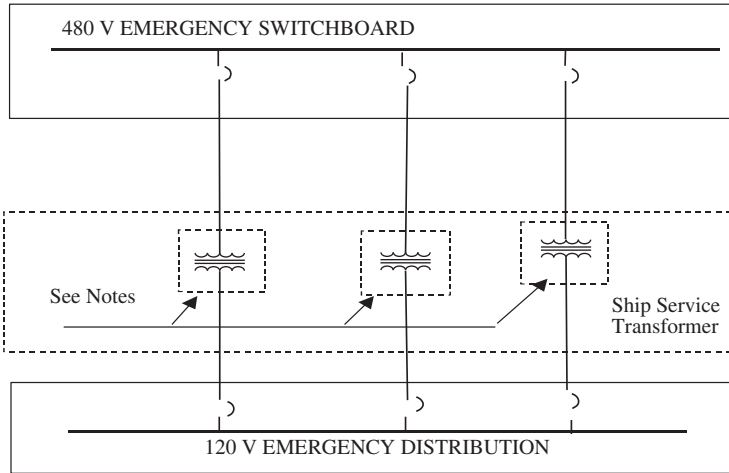 480 V EMERGENCY SWITCHBOARD
See Notes
Ship Service
Transformer
120 V EMERGENCY DISTRIBUTION